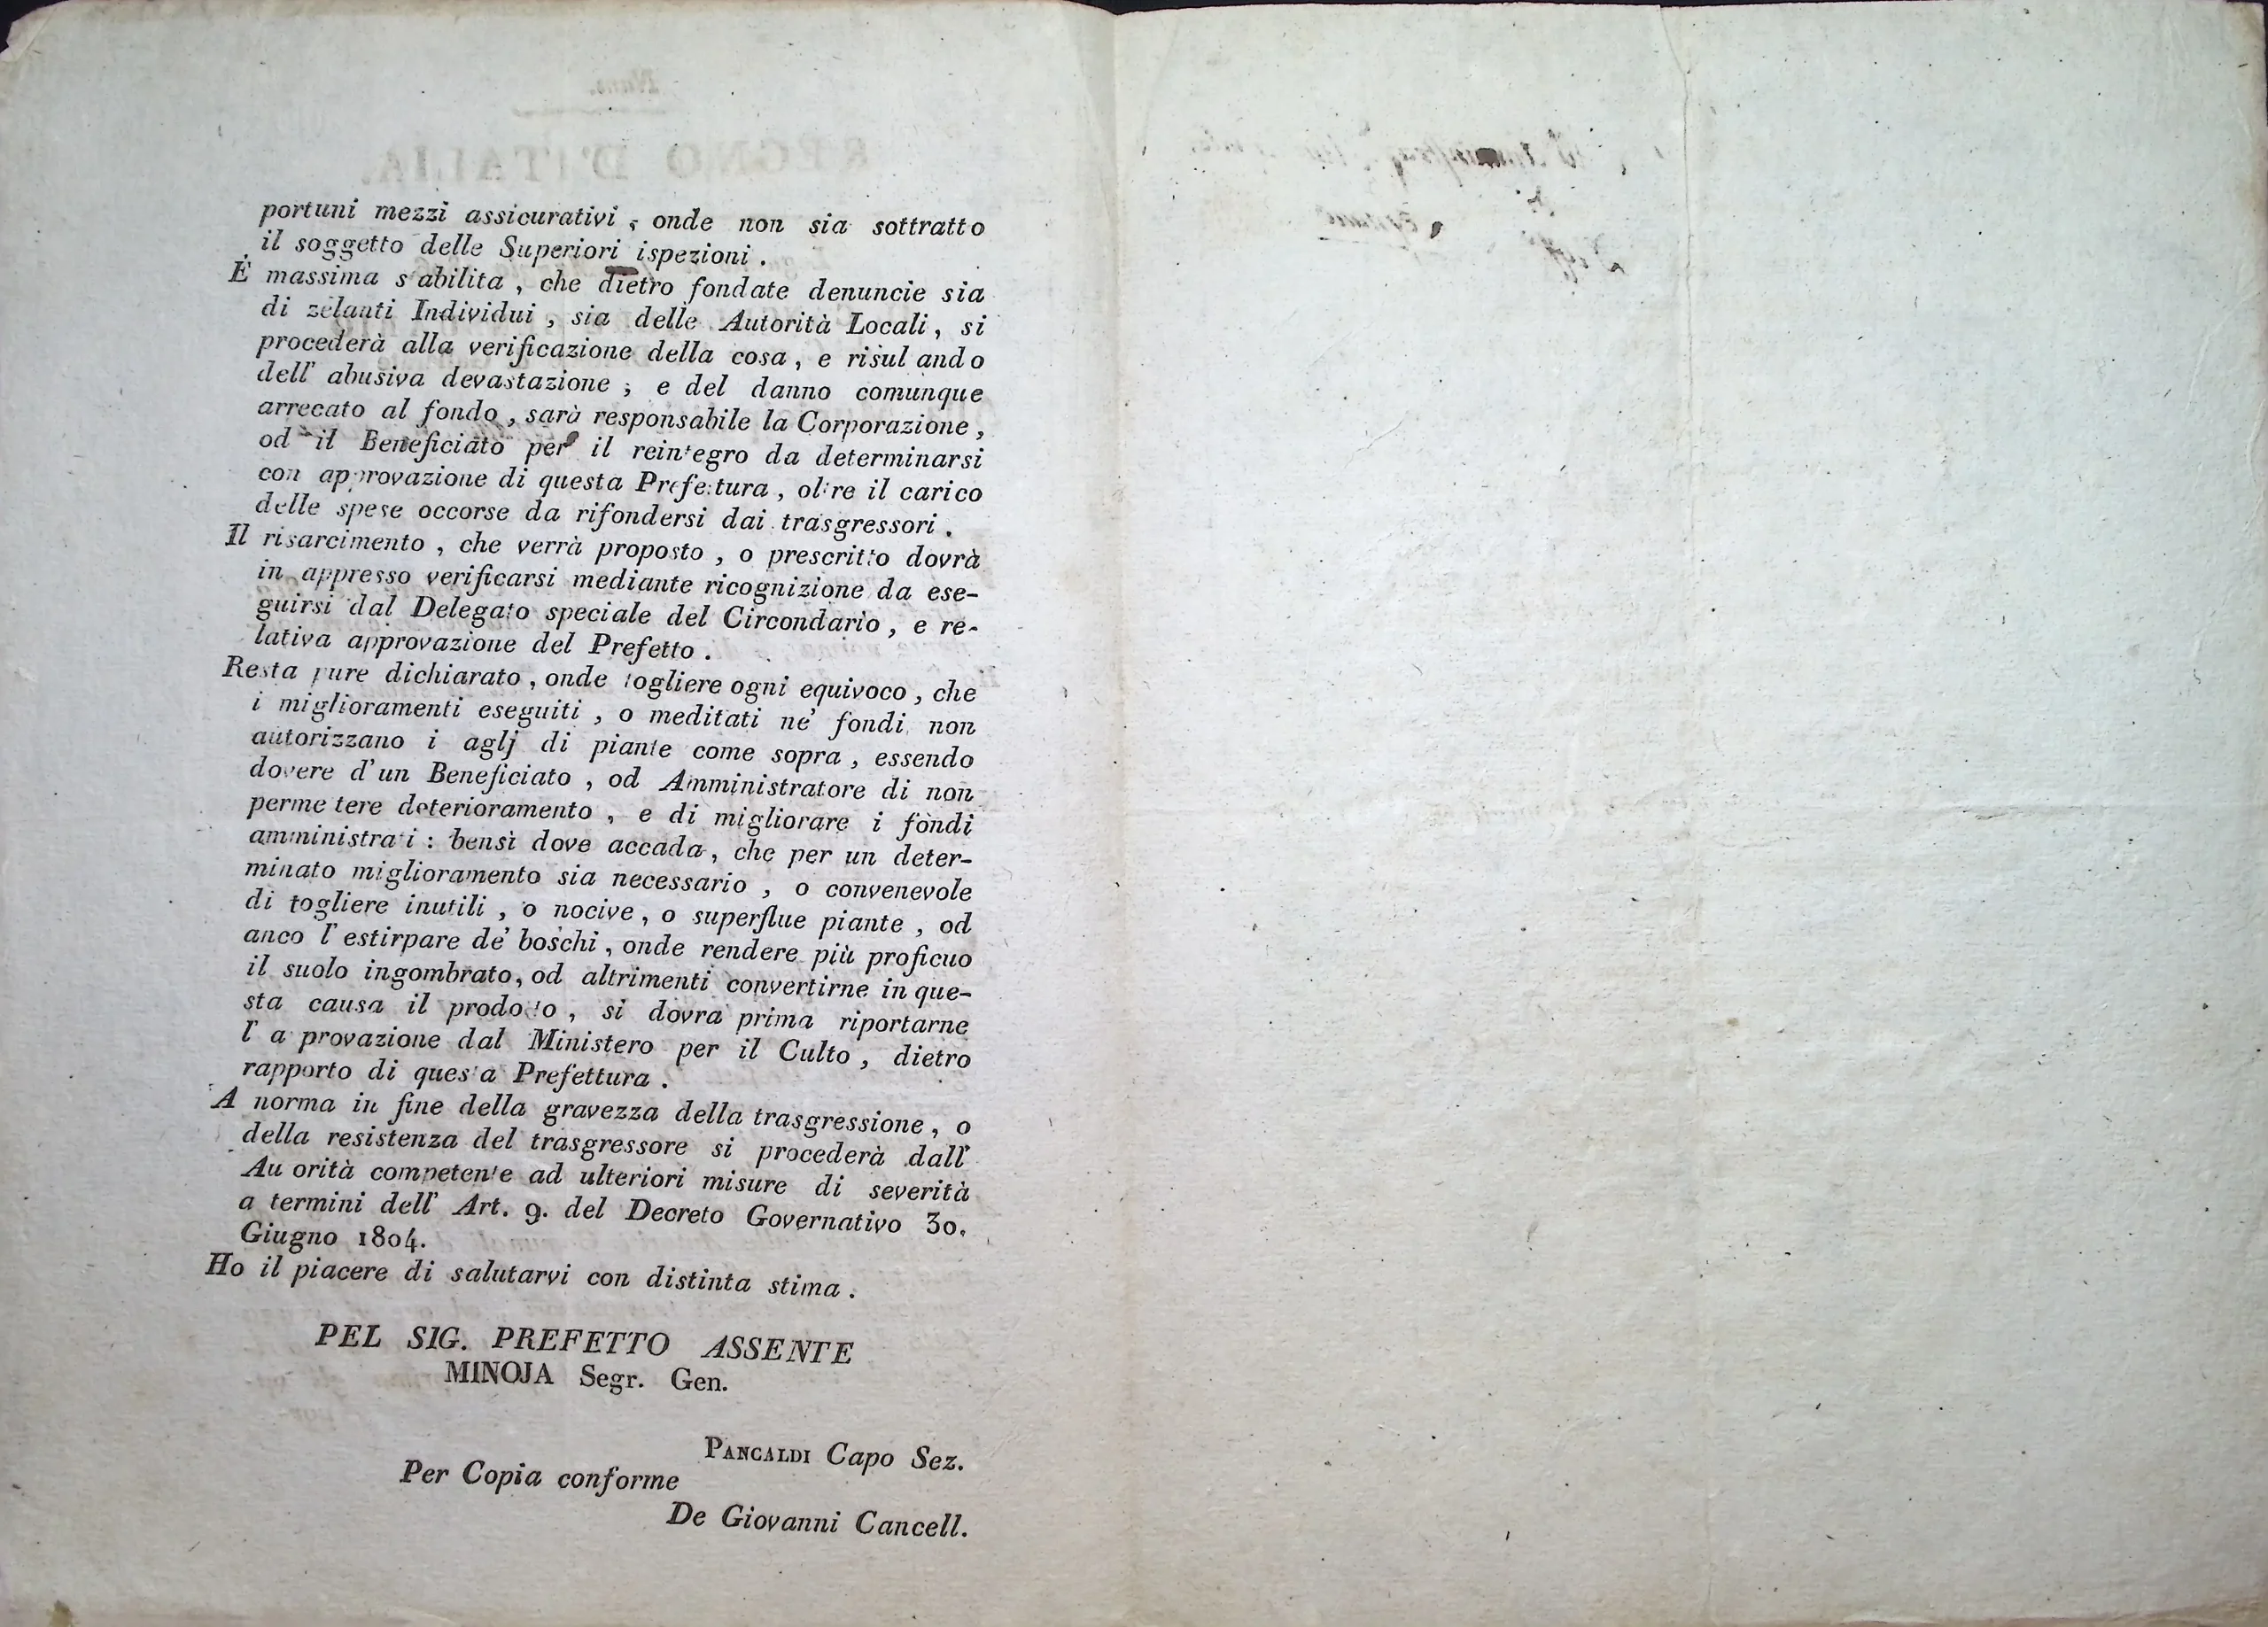 portuni mezzi assicurativi , onde non sia sottratto
il soggetto delle Superiori ispezioni .
È massima stabilita , che dietro fondate denuncie sia
di zelanti Individui , sia delle Autorità Locali , si
procederà alla verificazione della cosa , e risultando
dell' abusiva devastazione , e del danno comunque
arrecato al fondo , sarà responsabile la Corporazione ,
od il Beneficiato per il reintegro da determinarsi
con approvazione di questa Prefettura , oltre il carico
delle spese occorse da rifondersi dai trasgressori .
Il risarcimento , che verrà proposto , o prescritto dovrà
in appresso verificarsi mediante ricognizione da ese-
guirsi dal Delegato speciale del Circondario , e re-
lativa approvazione del Prefetto .
Resta pure dichiarato , onde togliere ogni equivoco , che
i miglioramenti eseguiti , o meditati ne' fondi non
autorizzano i taglj di piante come sopra , essendo
dovere d'un Beneficiato , od Amministratore di non
permettere deterioramento , e di migliorare i fondi
amministrati : bensì dove accada , che per un deter-
minato miglioramento sia necessario , o convenevole
di togliere inutili , o nocive , o superflue piante , od
anco l' estirpare de' boschi , onde rendere più proficuo
il suolo ingombrato , od altrimenti convertirne in que-
sta causa il prodotto , si dovrà prima riportarne
l' approvazione dal Ministero per il Culto , dietro
rapporto di questa Prefettura .
A norma in fine della gravezza della trasgressione , o
della resistenza del trasgressore si procederà dall'
Autorità competente ad ulteriori misure di severità
a termini dell' Art. 9. del Decreto Governativo 30.
Giugno 1804.
Ho il piacere di salutarvi con distinta stima .
PEL SIG. PREFETTO ASSENTE
MINOJA Segr. Gen.
PANCALDI Capo Sez.
Per Copia conforme
De Giovanni Cancell.